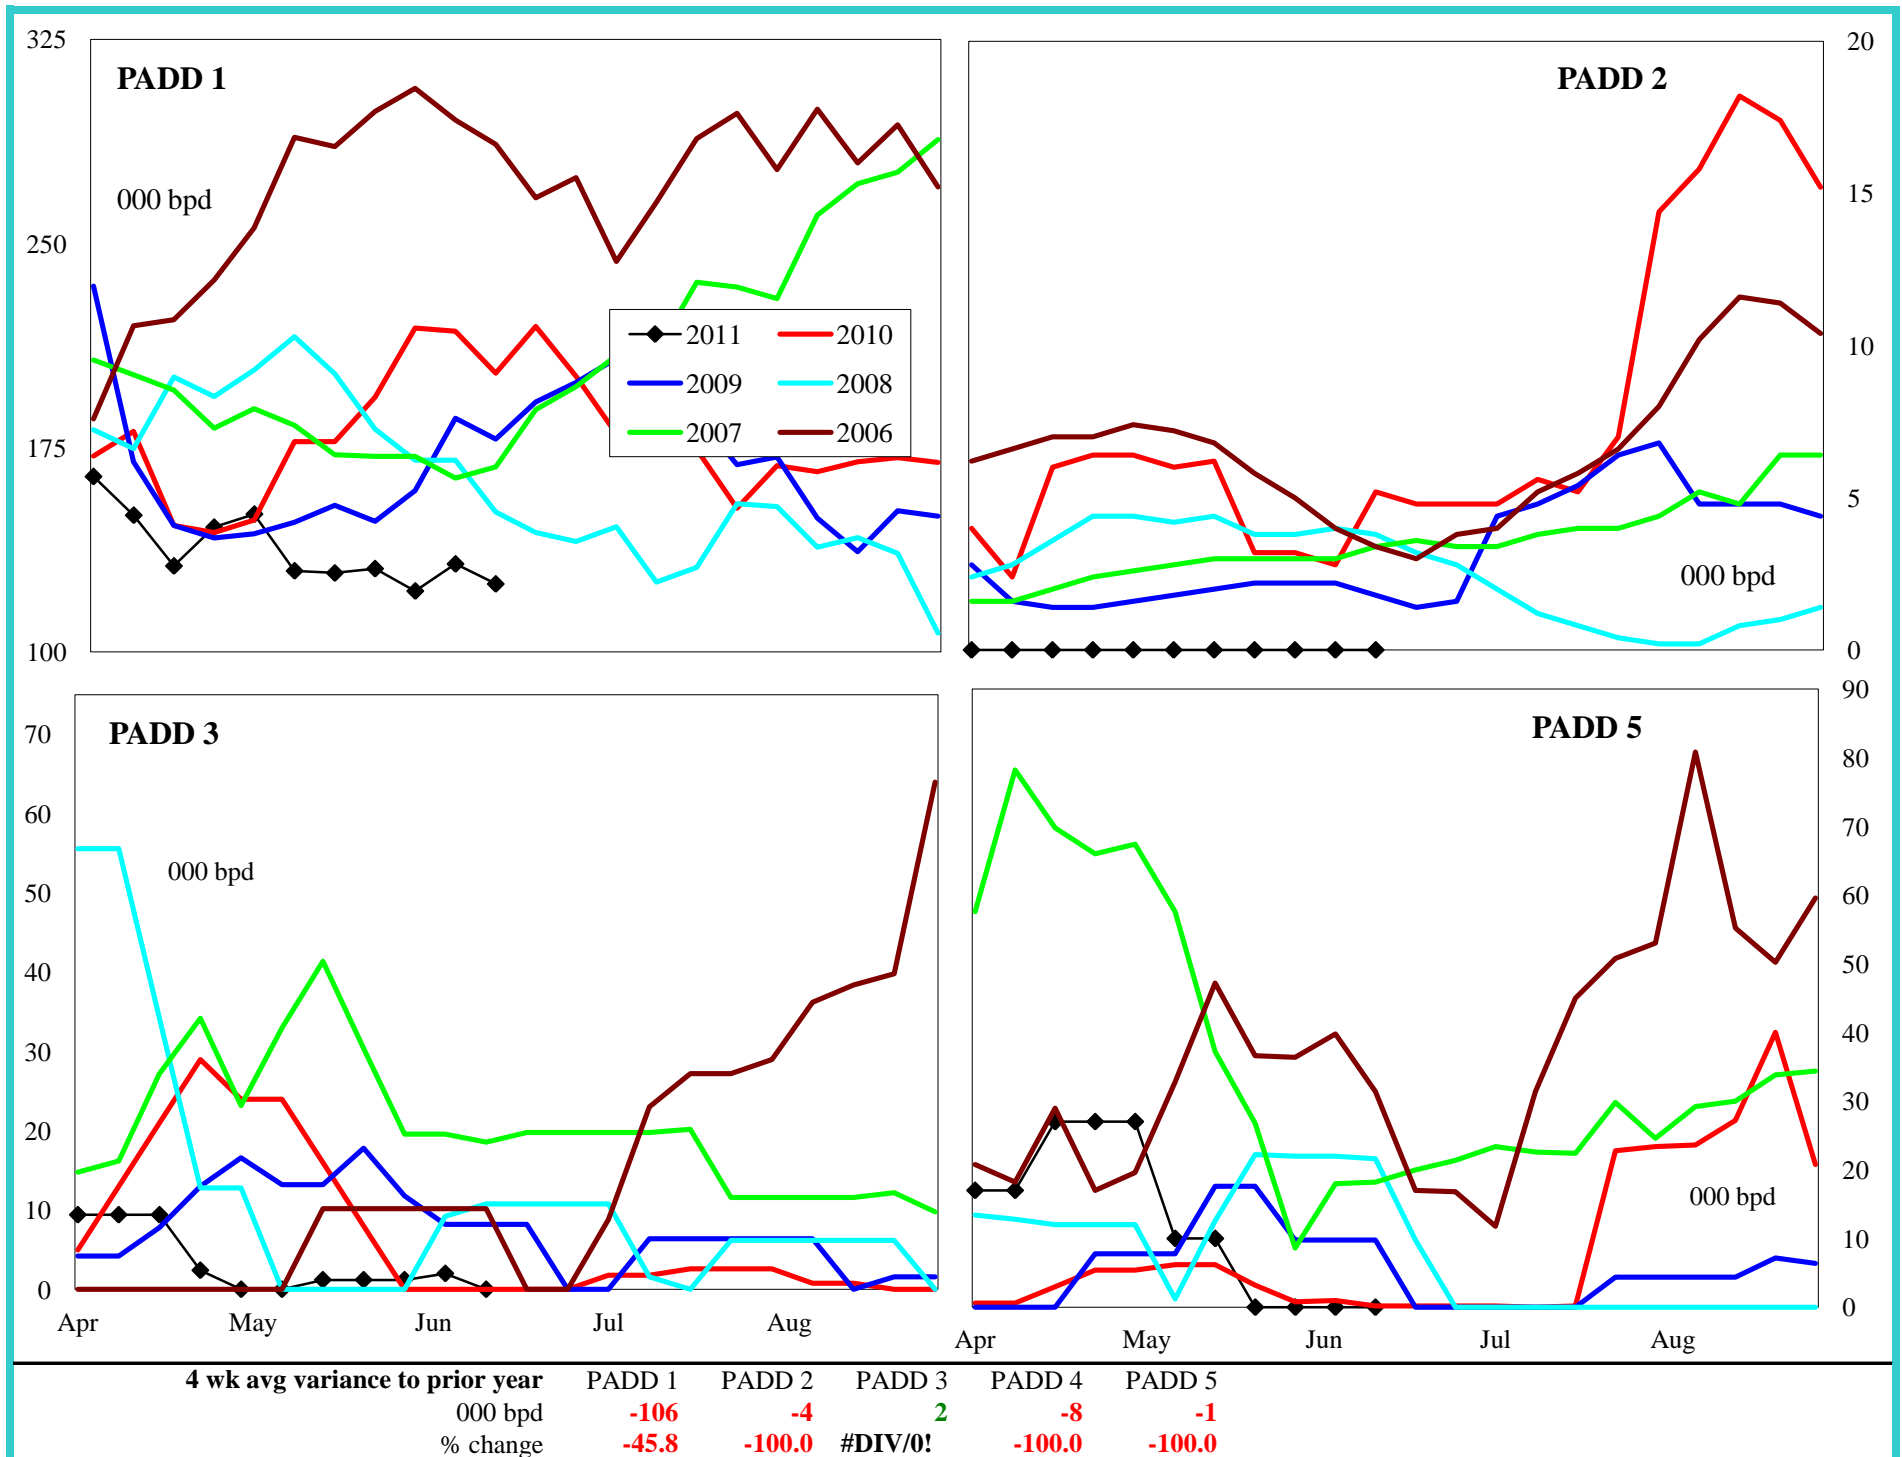 325
250
175
100
PADD 1
000 bpd
2011 2010
2009 2008
2007 2006
PADD 2
000 bpd
20
15
10
5
0
70
60
50
40
30
20
10
0
PADD 3
000 bpd
Apr May Jun Jul Aug
PADD 5
000 bpd
90
80
70
60
50
40
30
20
10
0
Apr May Jun Jul Aug
4 wk avg variance to prior year PADD 1 PADD 2 PADD 3 PADD 4 PADD 5
000 bpd -106 -4 2 -8 -1
% change -45.8 -100.0 #DIV/0! -100.0 -100.0